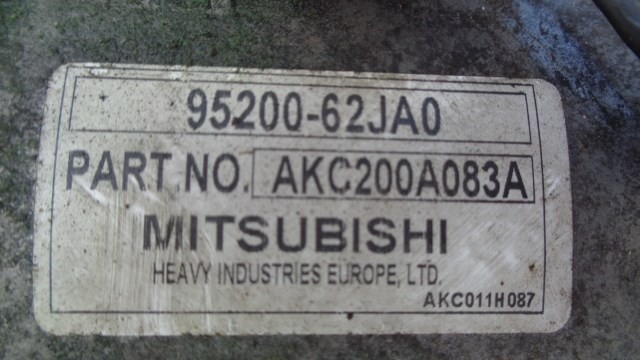 95200-62JA0
PART NO. AKC200A083A
MITSUBISHI
HEAVY INDUSTRIES EUROPE, LTD.
AKC011H087